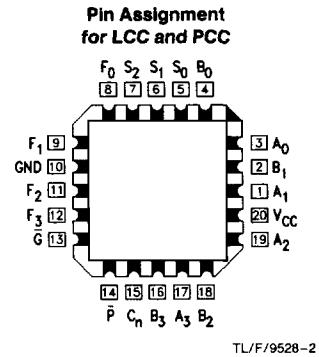 Pin Assignment
for LCC and PCC
F₀ S₂ S₁ S₀ B₀
8 7 6 5 4
F₁ 9
GND 10
F₂ 11
F₃ 12
G̅ 13
3 A₀
2 B₁
1 A₁
20 V_CC
19 A₂
14 15 16 17 18
P̅ Cₙ B₃ A₃ B₂
TL/F/9528-2